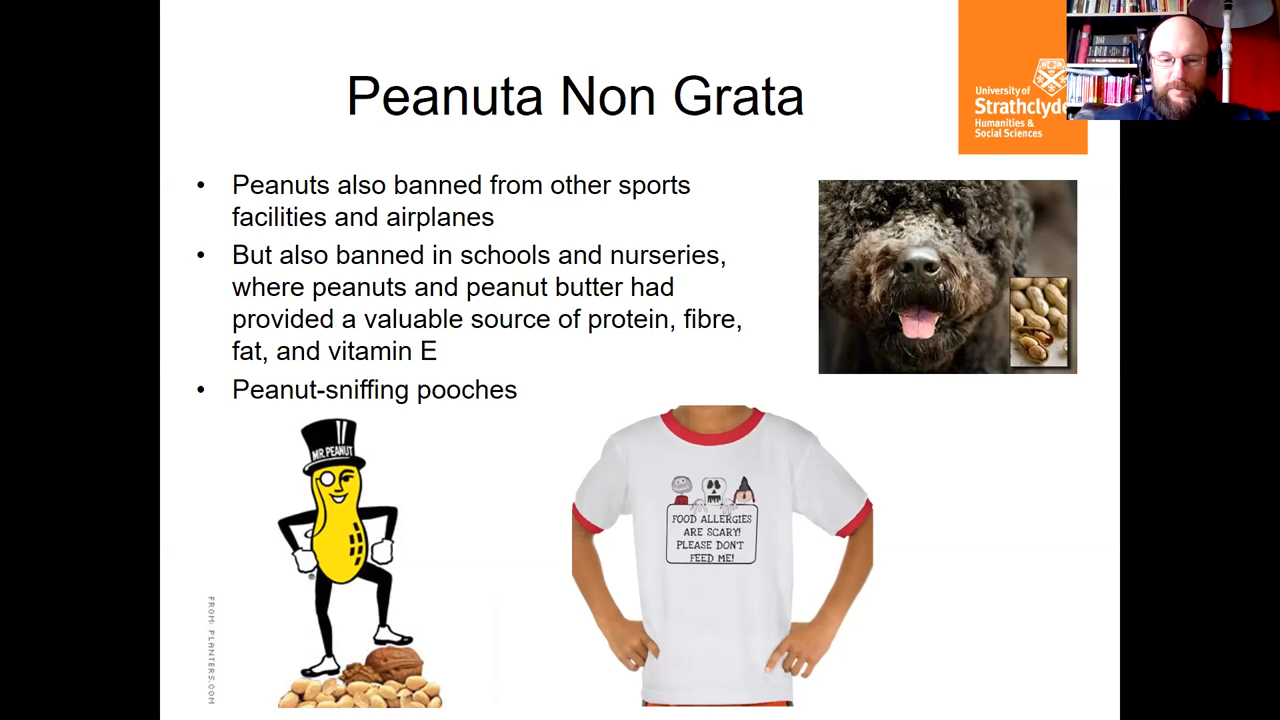 Peanuta Non Grata
University of
Strathclyde
Humanities &
Social Sciences
• Peanuts also banned from other sports
facilities and airplanes
• But also banned in schools and nurseries,
where peanuts and peanut butter had
provided a valuable source of protein, fibre,
fat, and vitamin E
• Peanut-sniffing pooches
MR. PEANUT
®
FROM: PLANTERS.COM
FOOD ALLERGIES
ARE SCARY!
PLEASE DON'T
FEED ME!